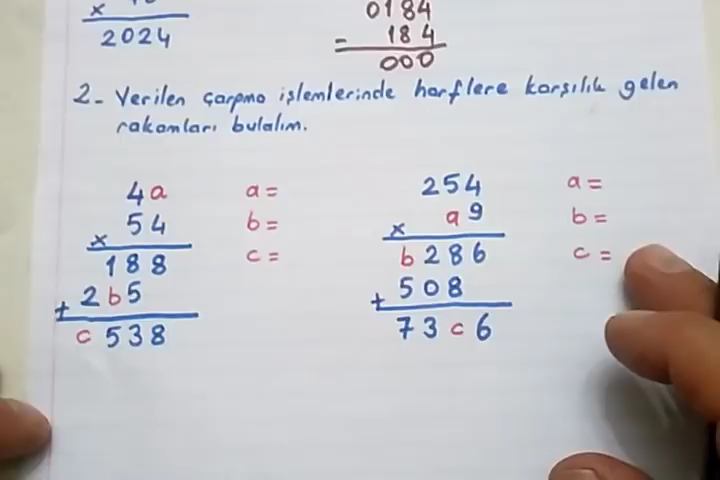 x
2024
0184
- 184
000
2- Verilen çarpma işlemlerinde harflere karşılık gelen
rakamları bulalım.
4a
x 54
188
+ 2b5
c538
a=
b=
c=
254
x a9
b286
+ 508
73c6
a=
b=
c=